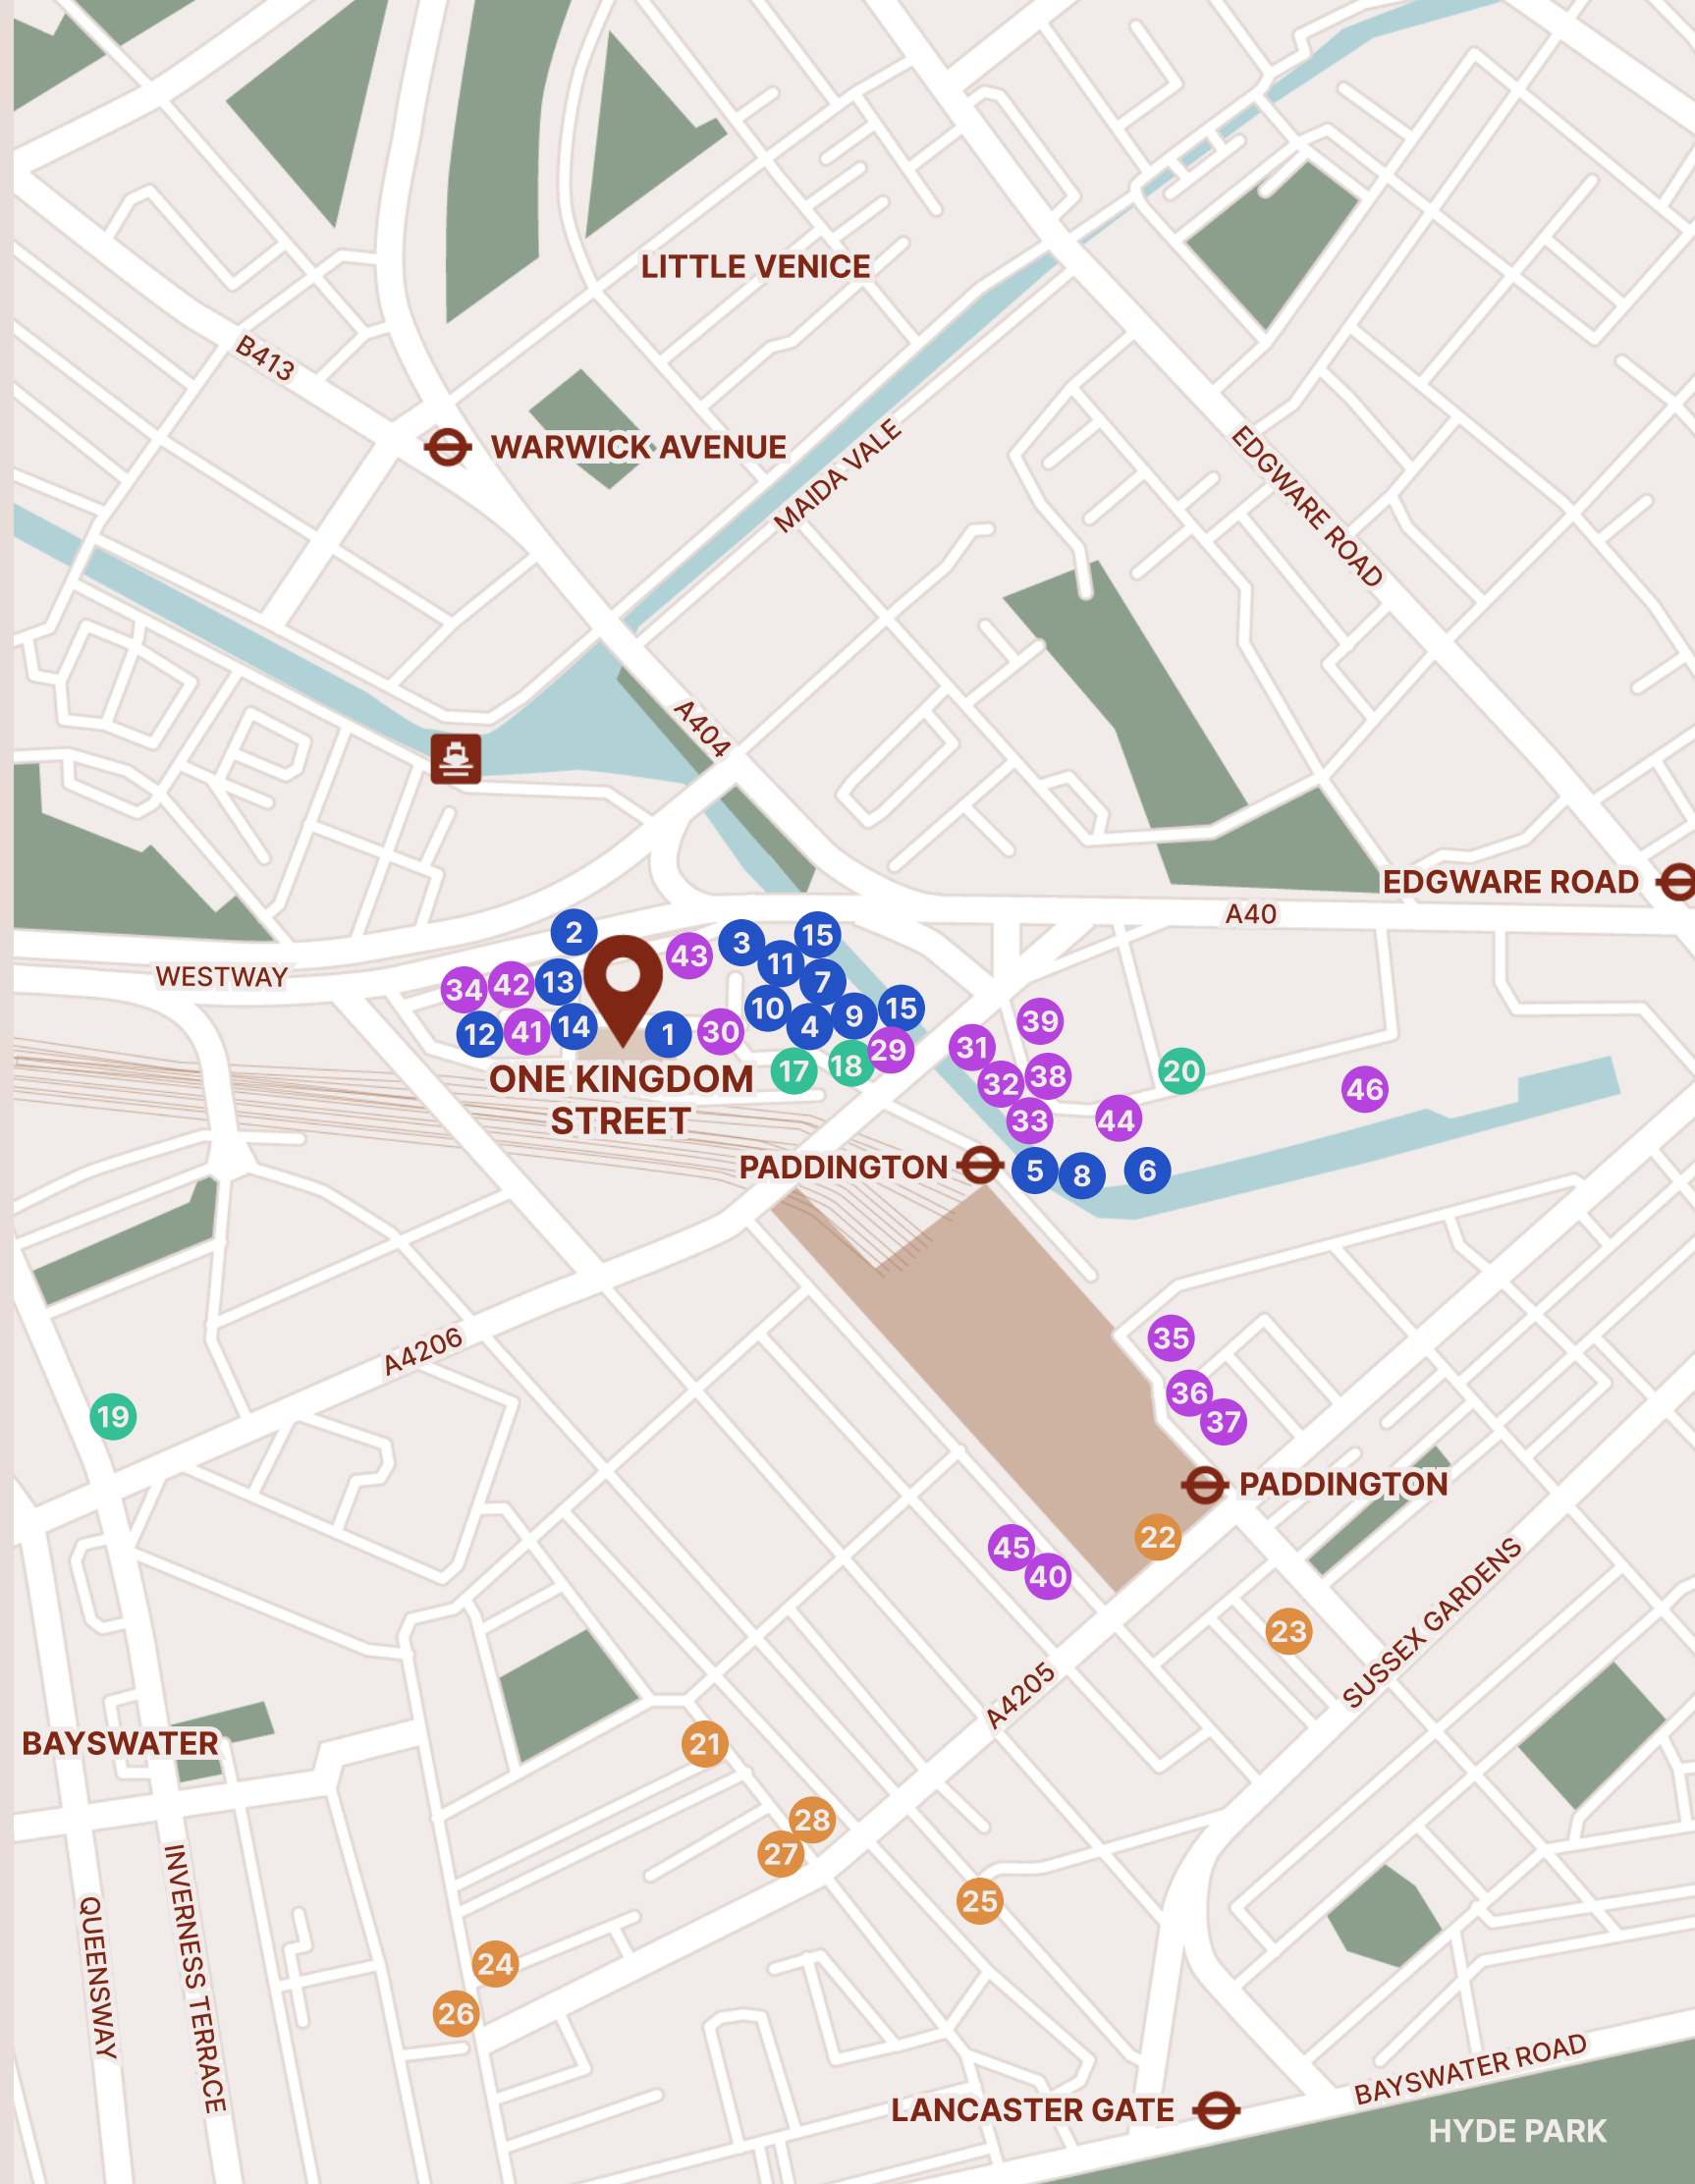 LITTLE VENICE
B413
WARWICK AVENUE
MAIDA VALE
EDGWARE ROAD
A404
EDGWARE ROAD
A40
WESTWAY
2
3
15
43
11
34
42
13
7
10
15
9
12
41
14
1
30
4
39
31
29
18
17
20
32
38
46
ONE KINGDOM
STREET
33
44
PADDINGTON
5
8
6
35
A4206
36
19
37
PADDINGTON
22
45
40
23
SUSSEX GARDENS
A4205
BAYSWATER
21
28
27
25
INVERNESS TERRACE
QUEENSWAY
24
26
BAYSWATER ROAD
LANCASTER GATE
HYDE PARK